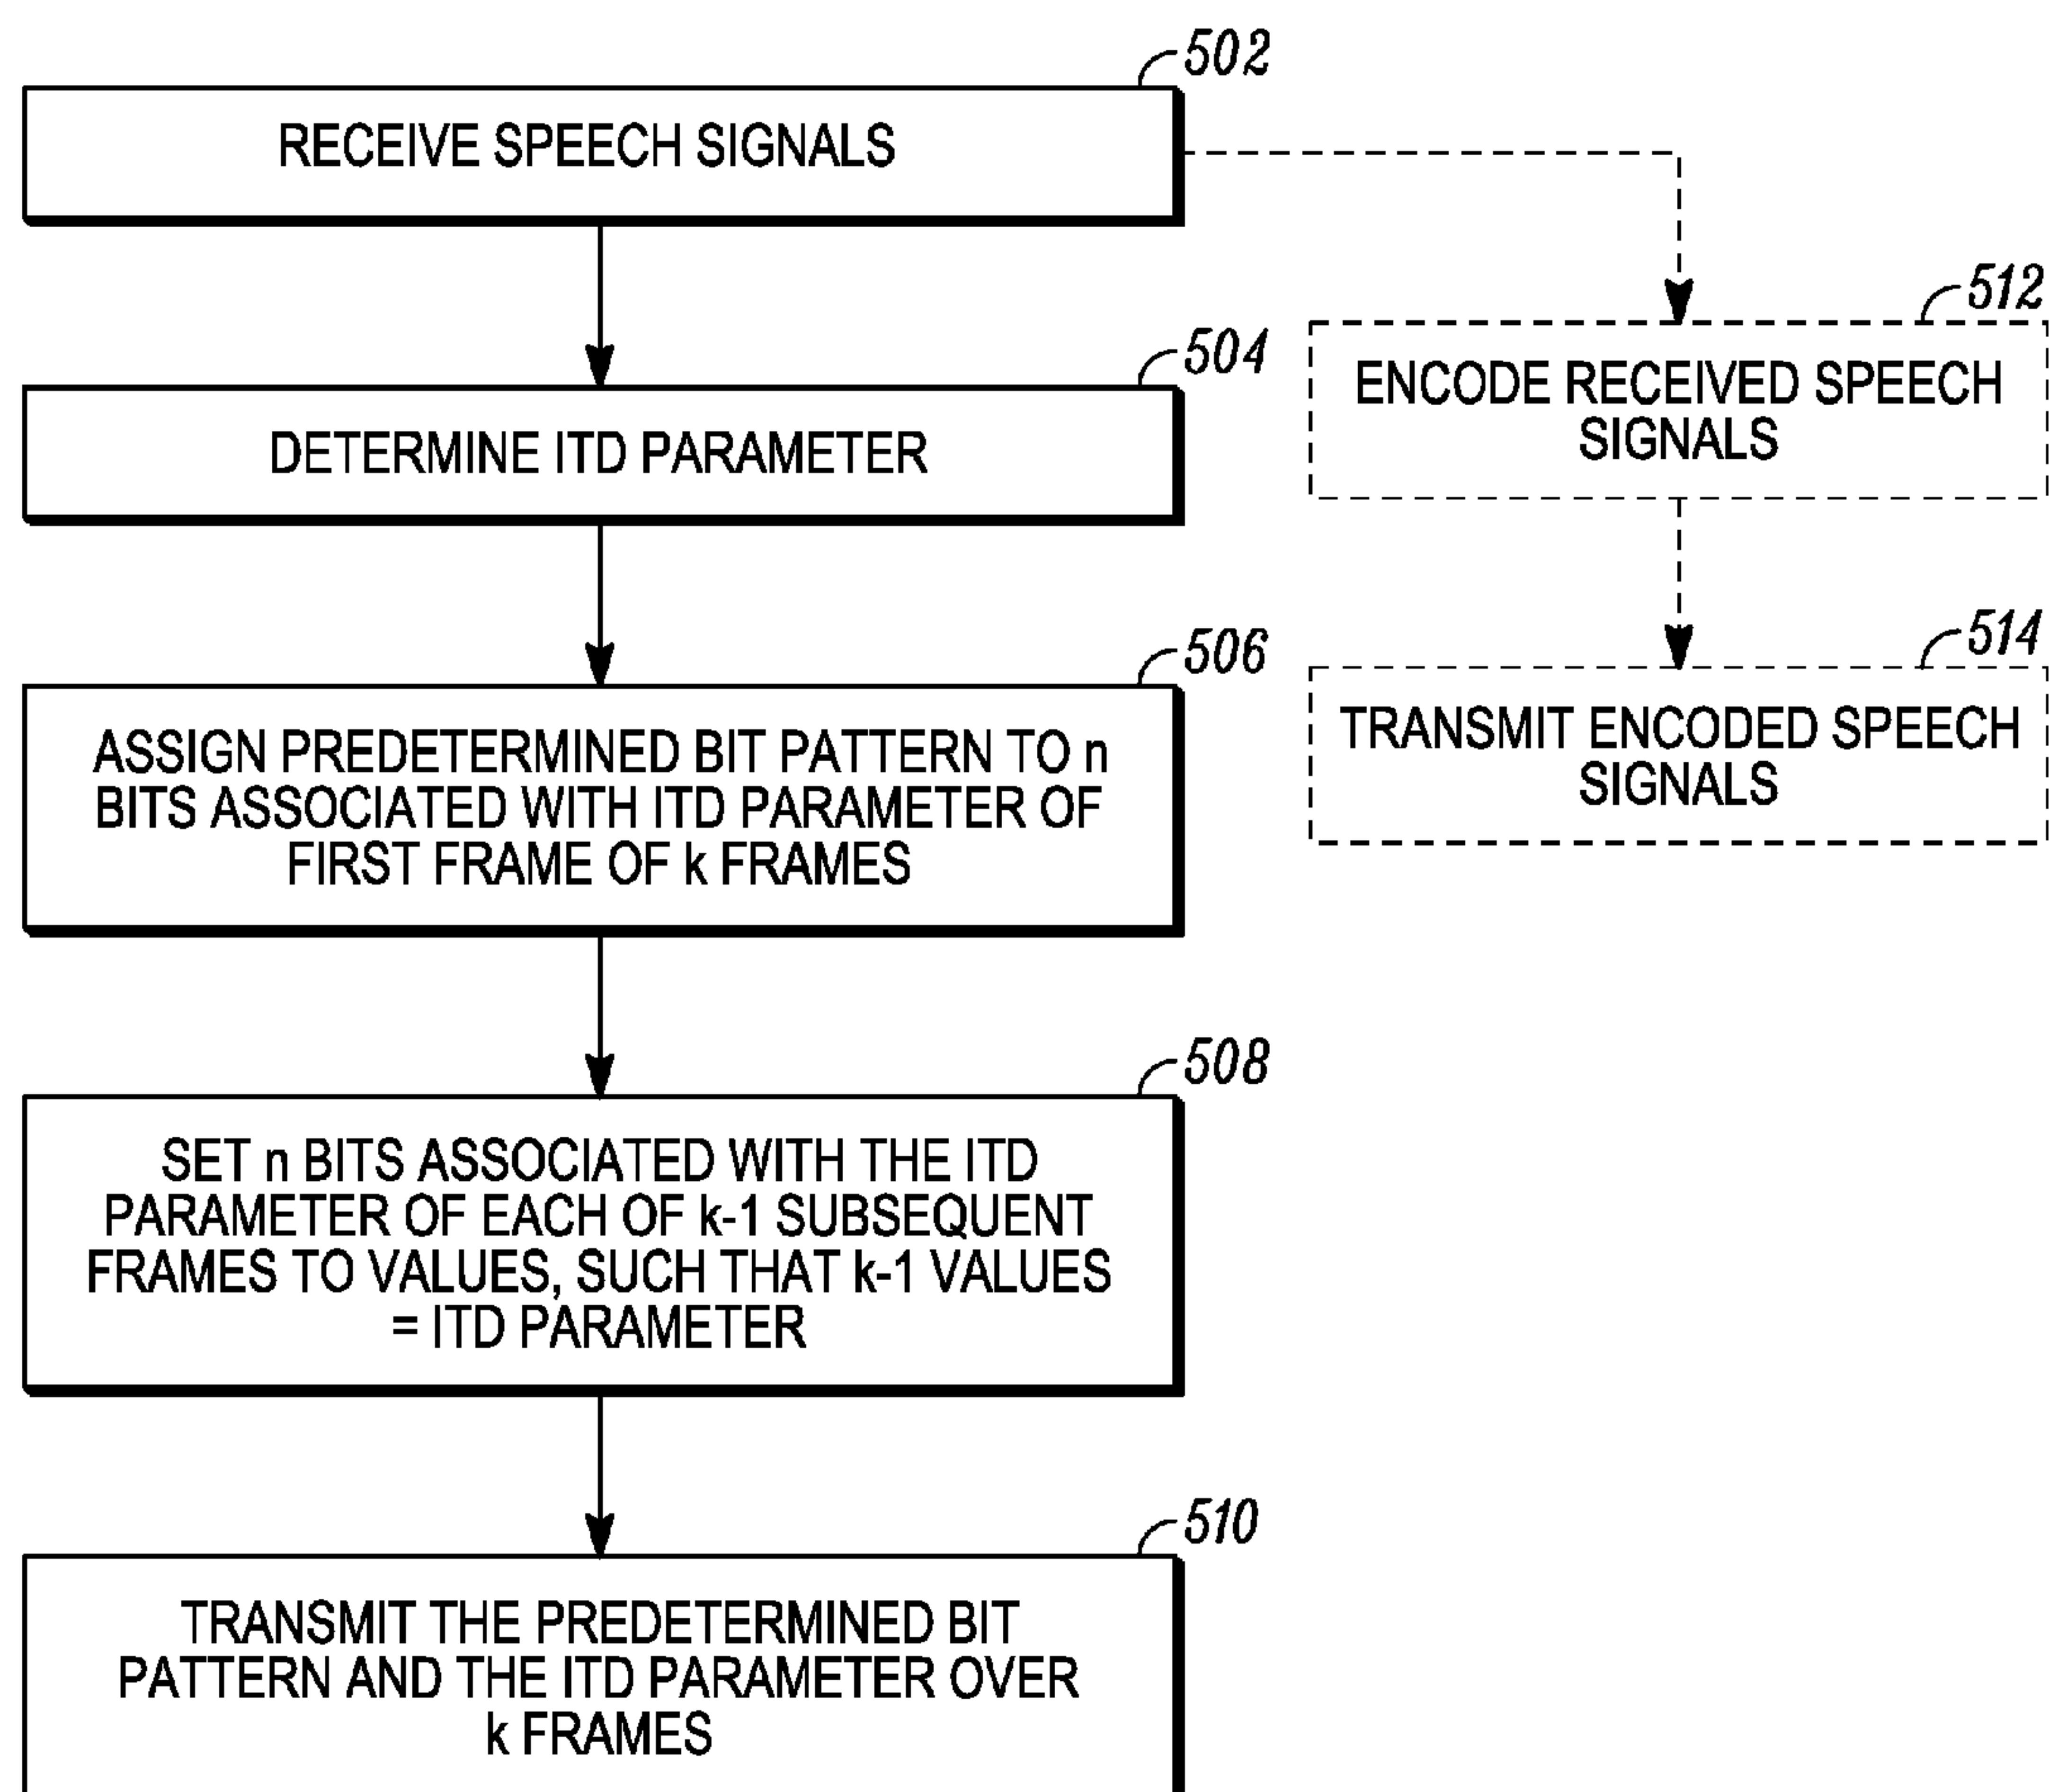 502
RECEIVE SPEECH SIGNALS
504
DETERMINE ITD PARAMETER
506
ASSIGN PREDETERMINED BIT PATTERN TO n
BITS ASSOCIATED WITH ITD PARAMETER OF
FIRST FRAME OF k FRAMES
508
SET n BITS ASSOCIATED WITH THE ITD
PARAMETER OF EACH OF k-1 SUBSEQUENT
FRAMES TO VALUES, SUCH THAT k-1 VALUES
= ITD PARAMETER
510
TRANSMIT THE PREDETERMINED BIT
PATTERN AND THE ITD PARAMETER OVER
k FRAMES
512
ENCODE RECEIVED SPEECH
SIGNALS
514
TRANSMIT ENCODED SPEECH
SIGNALS